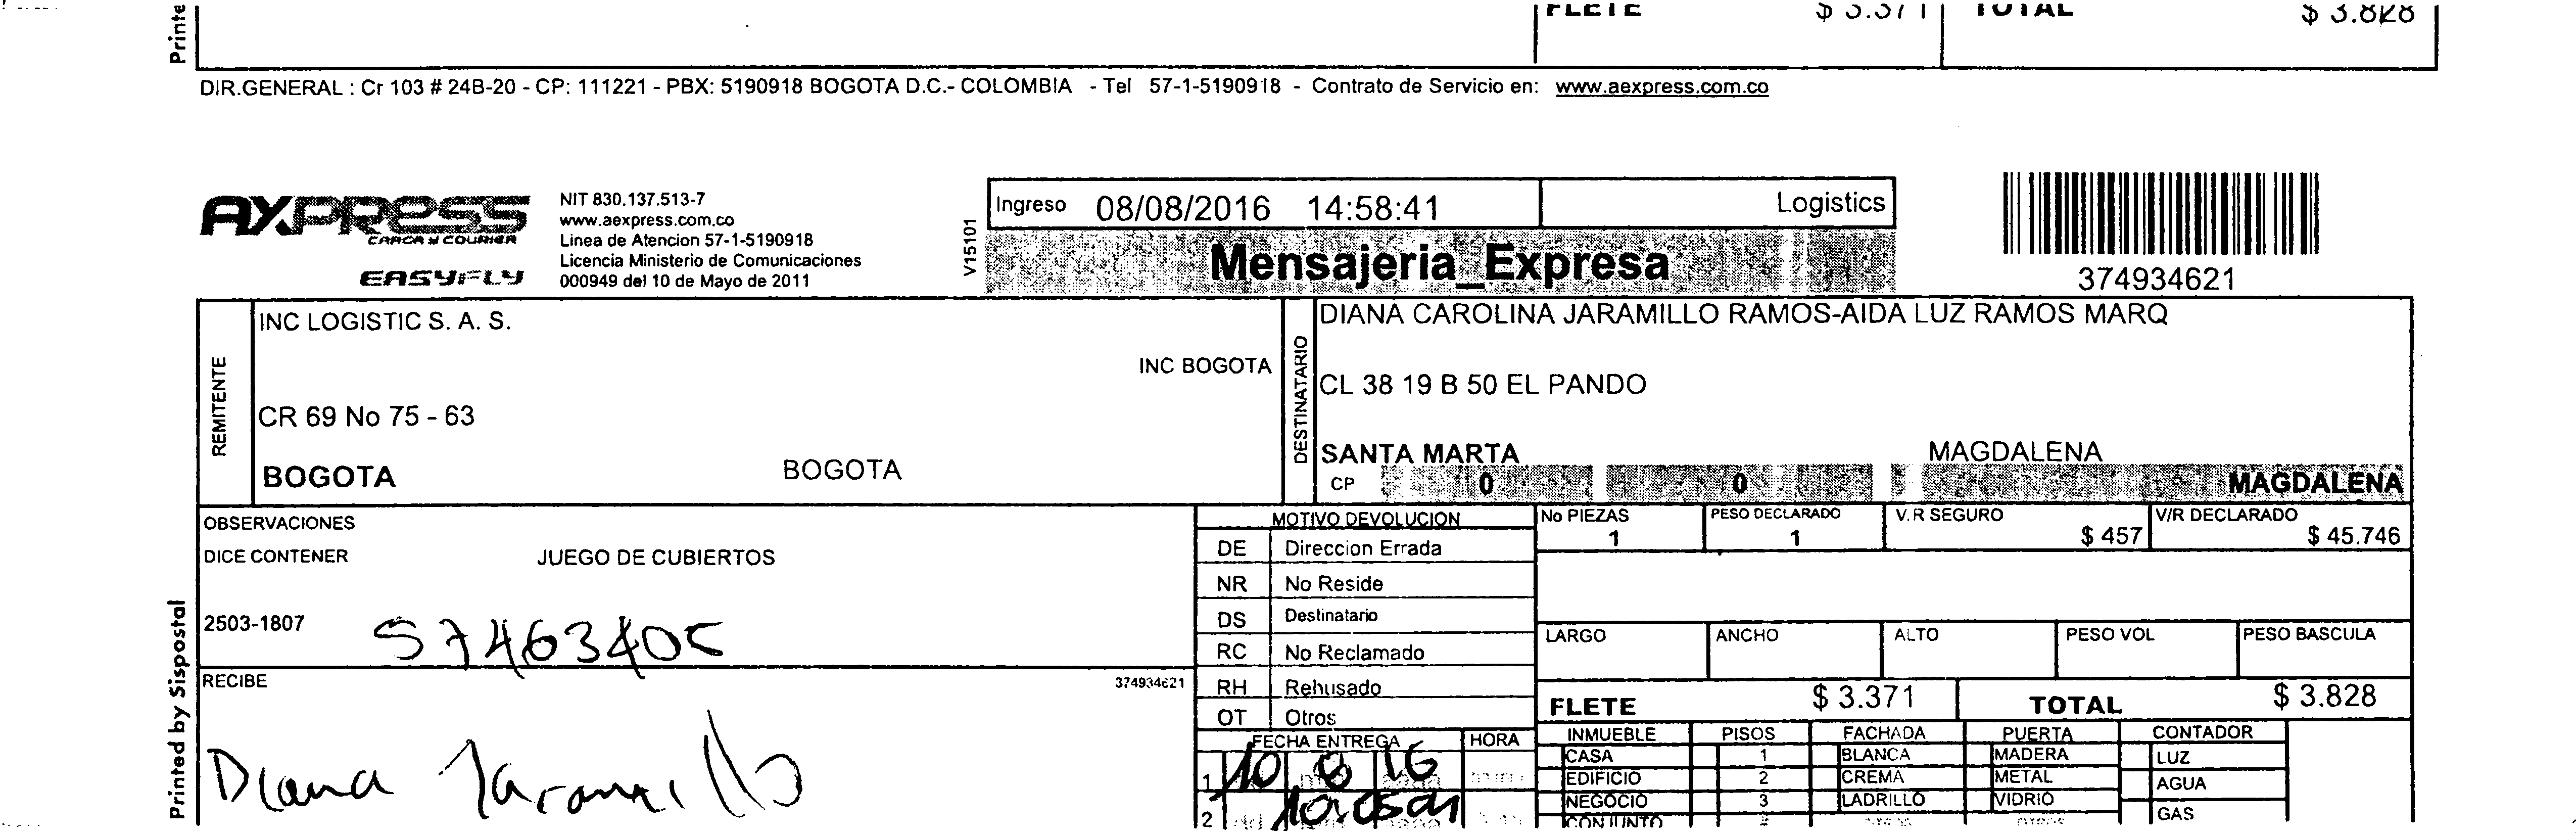 Printe
FLETE $ 3.371 TOTAL $ 3.828
DIR.GENERAL : Cr 103 # 24B-20 - CP: 111221 - PBX: 5190918 BOGOTA D.C.- COLOMBIA - Tel 57-1-5190918 - Contrato de Servicio en: www.aexpress.com.co
AXPRESS
CARGA Y COURIER
EASYFLY
NIT 830.137.513-7
www.aexpress.com.co
Linea de Atencion 57-1-5190918
Licencia Ministerio de Comunicaciones
000949 del 10 de Mayo de 2011
V15101
Ingreso 08/08/2016 14:58:41 Logistics
Mensajeria_Expresa
374934621
REMITENTE
INC LOGISTIC S. A. S.
INC BOGOTA
CR 69 No 75 - 63
BOGOTA BOGOTA
DESTINATARIO
DIANA CAROLINA JARAMILLO RAMOS-AIDA LUZ RAMOS MARQ
CL 38 19 B 50 EL PANDO
SANTA MARTA MAGDALENA
CP 0 0 MAGDALENA
OBSERVACIONES
DICE CONTENER JUEGO DE CUBIERTOS
2503-1807
RECIBE 374934621
Diana Jaramillo
Printed by Sispostal
MOTIVO DEVOLUCION
DE Direccion Errada
NR No Reside
DS Destinatario
RC No Reclamado
RH Rehusado
OT Otros
FECHA ENTREGA HORA
1 10 8 16
2
No PIEZAS PESO DECLARADO V.R SEGURO V/R DECLARADO
1 1 $ 457 $ 45.746
LARGO ANCHO ALTO PESO VOL PESO BASCULA
FLETE $ 3.371 TOTAL $ 3.828
INMUEBLE PISOS FACHADA PUERTA CONTADOR
CASA 1 BLANCA MADERA LUZ
EDIFICIO 2 CREMA METAL AGUA
NEGOCIO 3 LADRILLO VIDRIO GAS
CONJUNTO